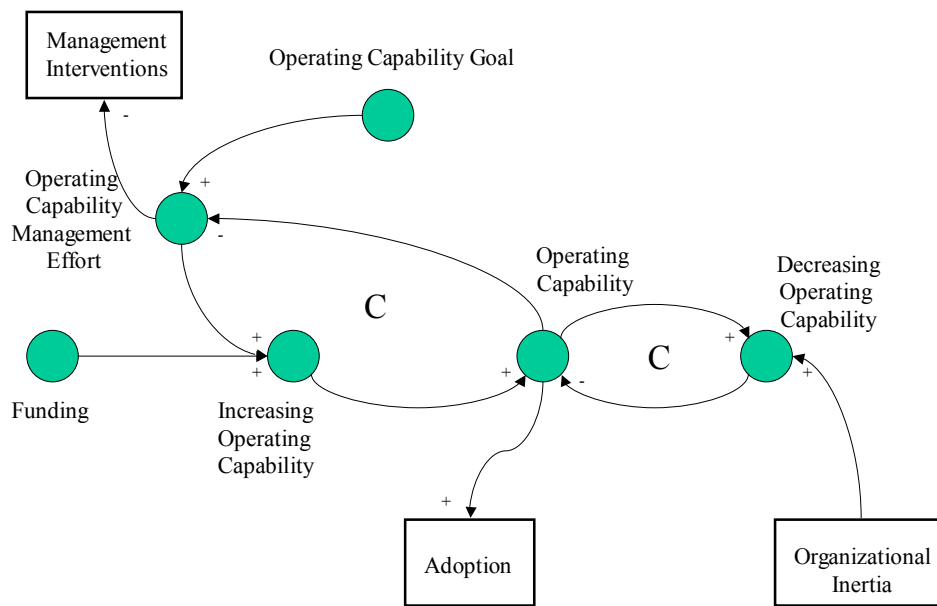 Management
Interventions
Operating Capability Goal
-
+
Operating
Capability
Management
Effort
-
C
Operating
Capability
Decreasing
Operating
Capability
+
+
+
-
+
C
+
Funding
Increasing
Operating
Capability
+
Adoption
Organizational
Inertia